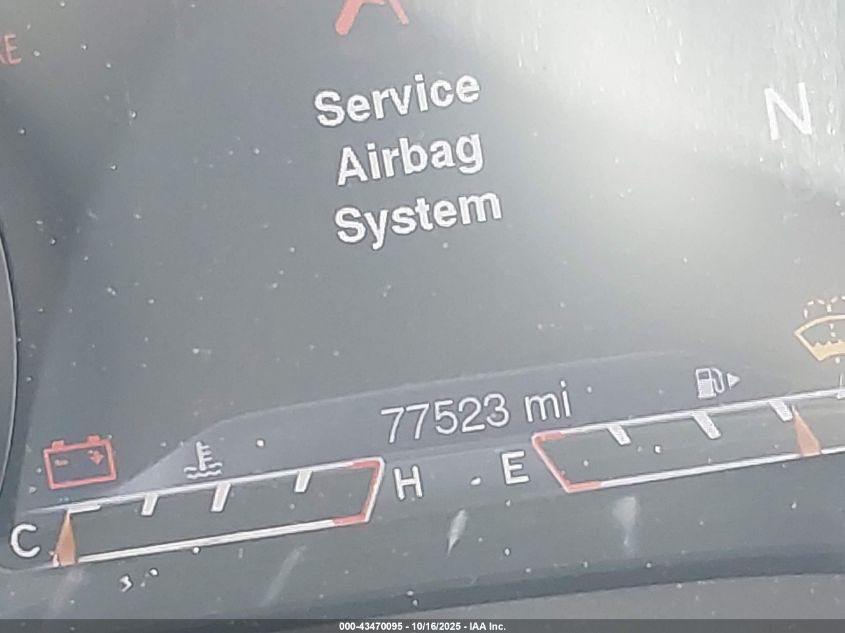 Service
Airbag
System
N
77523 mi
C
H
E
000-43470095 - 10/16/2025 - IAA Inc.